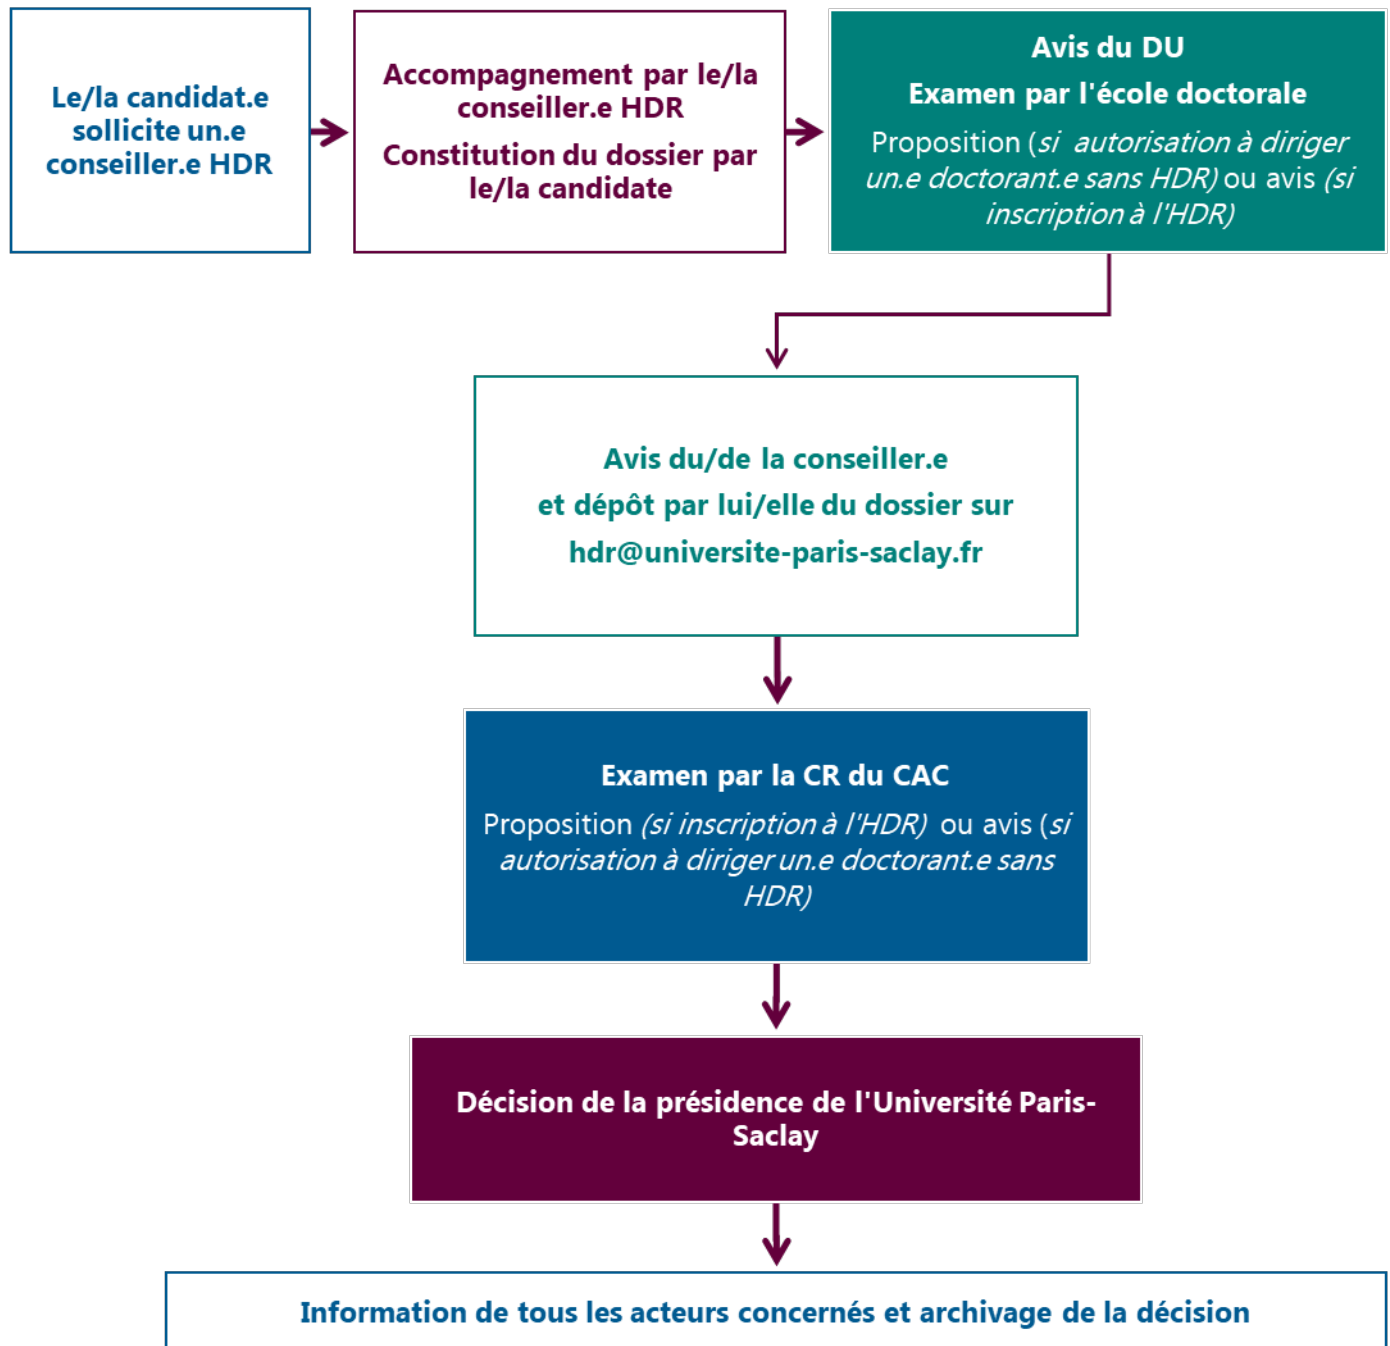 Le/la candidat.e
sollicite un.e
conseiller.e HDR
Accompagnement par le/la
conseiller.e HDR
Constitution du dossier par
le/la candidate
Avis du DU
Examen par l'école doctorale
Proposition (si autorisation à diriger
un.e doctorant.e sans HDR) ou avis (si
inscription à l'HDR)
Avis du/de la conseiller.e
et dépôt par lui/elle du dossier sur
hdr@universite-paris-saclay.fr
Examen par la CR du CAC
Proposition (si inscription à l'HDR) ou avis (si
autorisation à diriger un.e doctorant.e sans
HDR)
Décision de la présidence de l'Université Paris-
Saclay
Information de tous les acteurs concernés et archivage de la décision